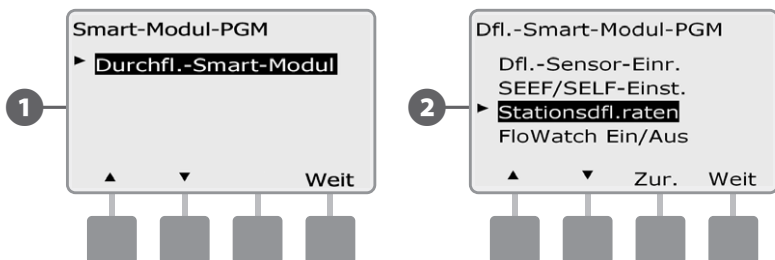 1
Smart-Modul-PGM
► Durchfl.-Smart-Modul
▲ ▼ Weit
2
Dfl.-Smart-Modul-PGM
Dfl.-Sensor-Einr.
SEEF/SELF-Einst.
► Stationsdfl.raten
FloWatch Ein/Aus
▲ ▼ Zur. Weit